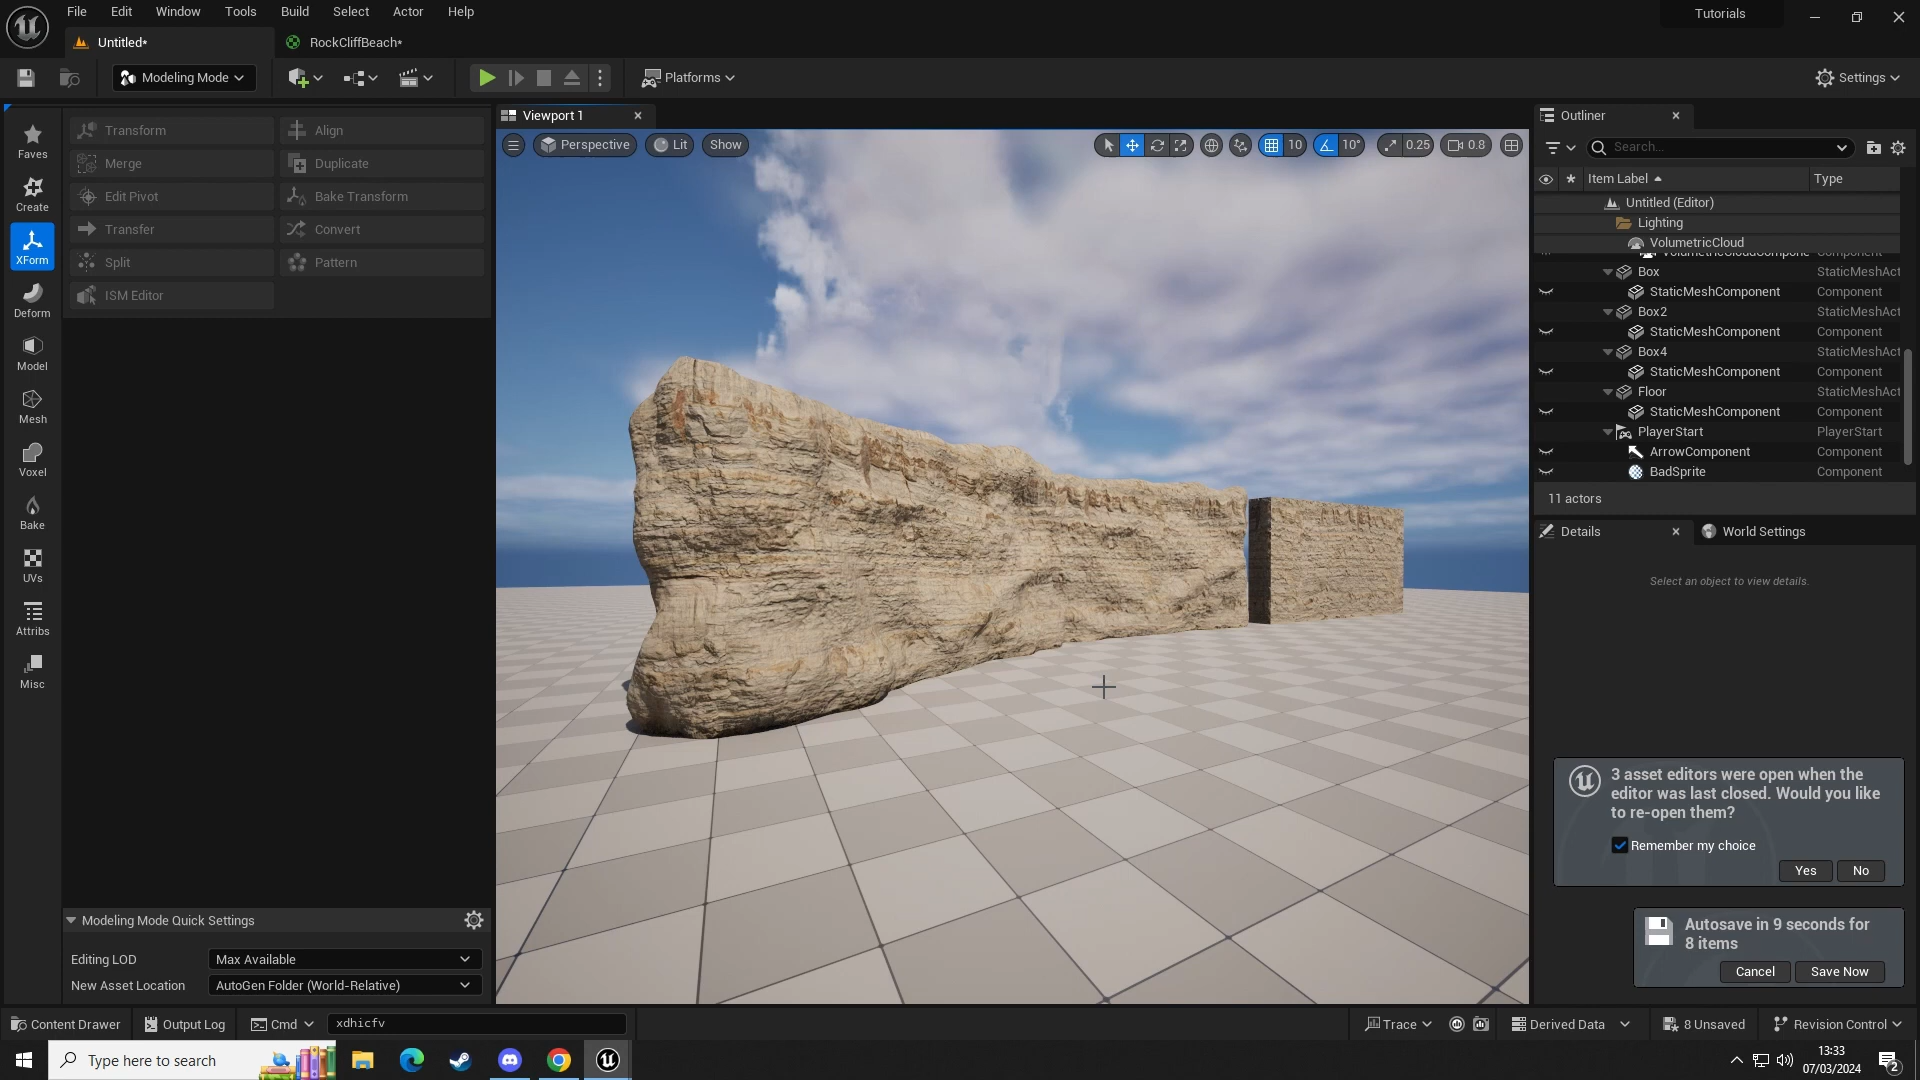 File Edit Window Tools Build Select Actor Help
Tutorials
Untitled*
RockCliffBeach*
Modeling Mode
Platforms
Settings
Faves
Create
XForm
Deform
Model
Mesh
Voxel
Bake
UVs
Attribs
Misc
Transform
Align
Merge
Duplicate
Edit Pivot
Bake Transform
Transfer
Convert
Split
Pattern
ISM Editor
Modeling Mode Quick Settings
Editing LOD
Max Available
New Asset Location
AutoGen Folder (World-Relative)
Viewport 1
Perspective
Lit
Show
10
10°
0.25
0.8
Outliner
Search...
Item Label
Type
Untitled (Editor)
Lighting
VolumetricCloud
VolumetricCloudCompone Component
Box StaticMeshAct
StaticMeshComponent Component
Box2 StaticMeshAct
StaticMeshComponent Component
Box4 StaticMeshAct
StaticMeshComponent Component
Floor StaticMeshAct
StaticMeshComponent Component
PlayerStart PlayerStart
ArrowComponent Component
BadSprite Component
11 actors
Details
World Settings
Select an object to view details.
3 asset editors were open when the
editor was last closed. Would you like
to re-open them?
Remember my choice
Yes
No
Autosave in 9 seconds for
8 items
Cancel
Save Now
Content Drawer
Output Log
Cmd
xdhicfv
Trace
Derived Data
8 Unsaved
Revision Control
Type here to search
13:33
07/03/2024
2